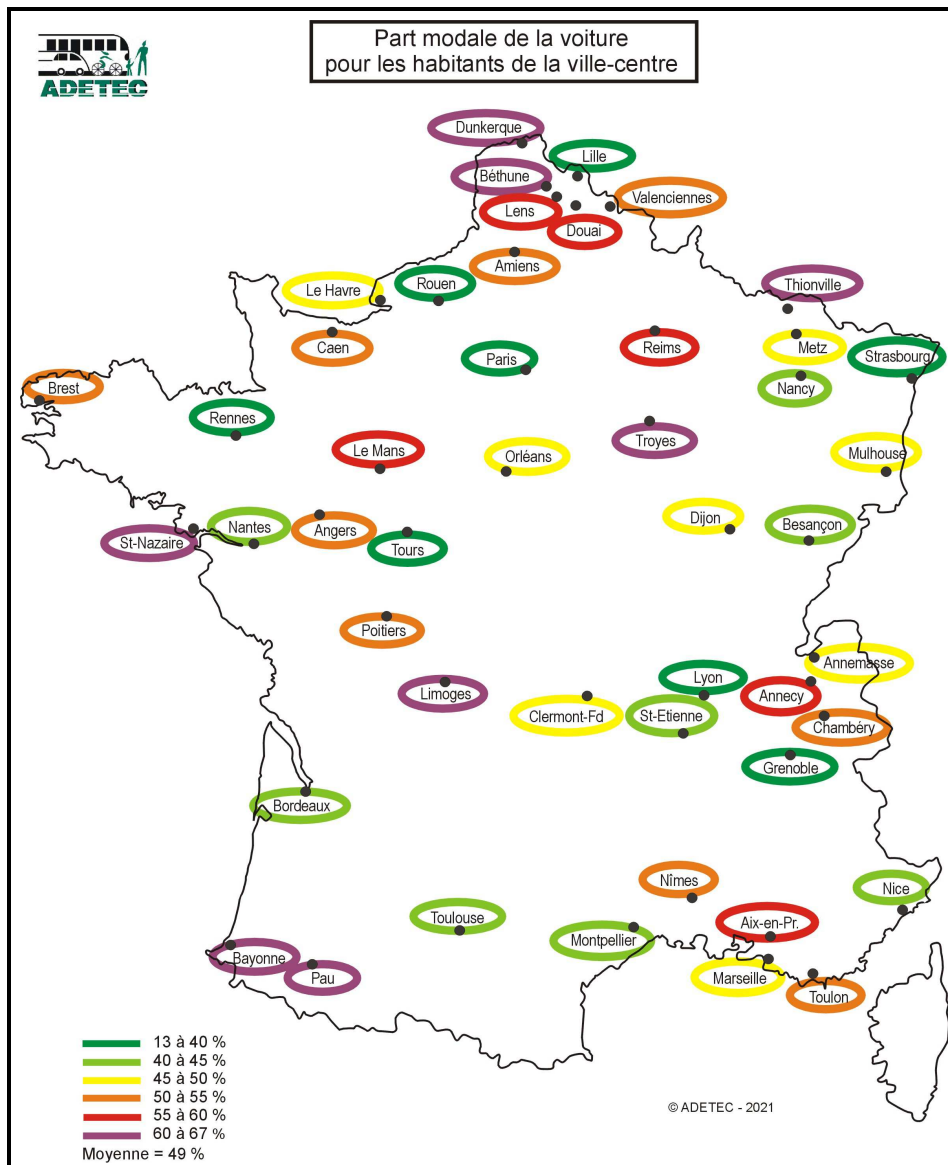 ADETEC
Part modale de la voiture
pour les habitants de la ville-centre
Dunkerque
Lille
Béthune
Valenciennes
Lens
Douai
Amiens
Le Havre
Rouen
Thionville
Caen
Paris
Reims
Metz
Strasbourg
Brest
Nancy
Rennes
Le Mans
Orléans
Troyes
Mulhouse
St-Nazaire
Nantes
Angers
Tours
Dijon
Besançon
Poitiers
Annemasse
Limoges
Lyon
Annecy
Clermont-Fd
St-Etienne
Chambéry
Grenoble
Bordeaux
Nîmes
Nice
Toulouse
Aix-en-Pr.
Montpellier
Bayonne
Pau
Marseille
Toulon
13 à 40 %
40 à 45 %
45 à 50 %
50 à 55 %
55 à 60 %
60 à 67 %
Moyenne = 49 %
© ADETEC - 2021